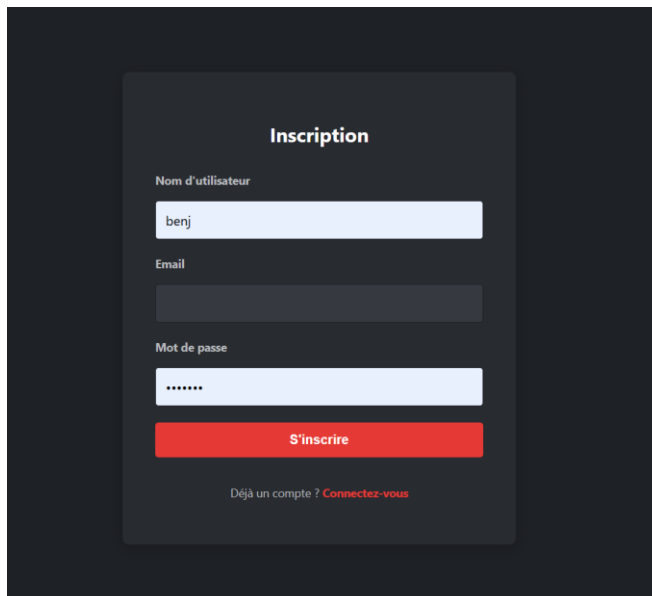 Inscription
Nom d'utilisateur
benj
Email
Mot de passe
•••••••
S'inscrire
Déjà un compte ? Connectez-vous